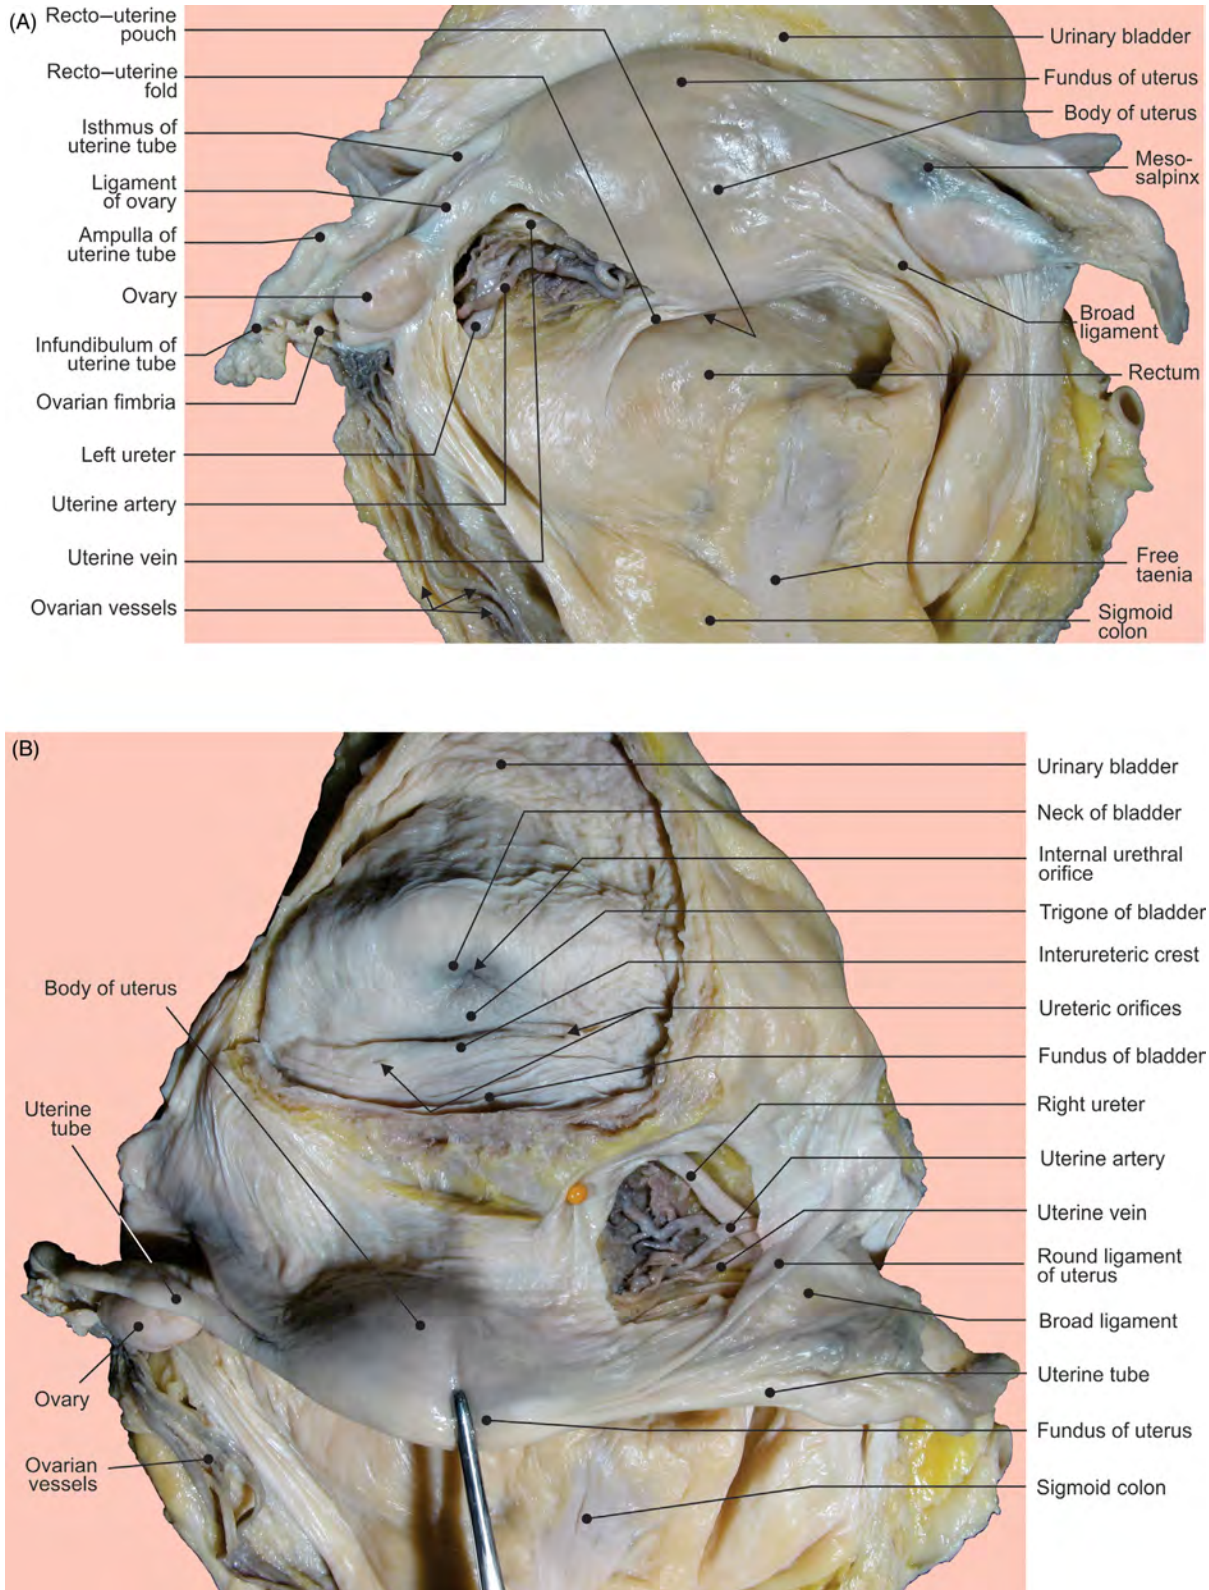 (A)
Recto–uterine
pouch
Recto–uterine
fold
Isthmus of
uterine tube
Ligament
of ovary
Ampulla of
uterine tube
Ovary
Infundibulum of
uterine tube
Ovarian fimbria
Left ureter
Uterine artery
Uterine vein
Ovarian vessels
Urinary bladder
Fundus of uterus
Body of uterus
Meso-
salpinx
Broad
ligament
Rectum
Free
taenia
Sigmoid
colon
(B)
Body of uterus
Uterine
tube
Ovary
Ovarian
vessels
Urinary bladder
Neck of bladder
Internal urethral
orifice
Trigone of bladder
Interureteric crest
Ureteric orifices
Fundus of bladder
Right ureter
Uterine artery
Uterine vein
Round ligament
of uterus
Broad ligament
Uterine tube
Fundus of uterus
Sigmoid colon